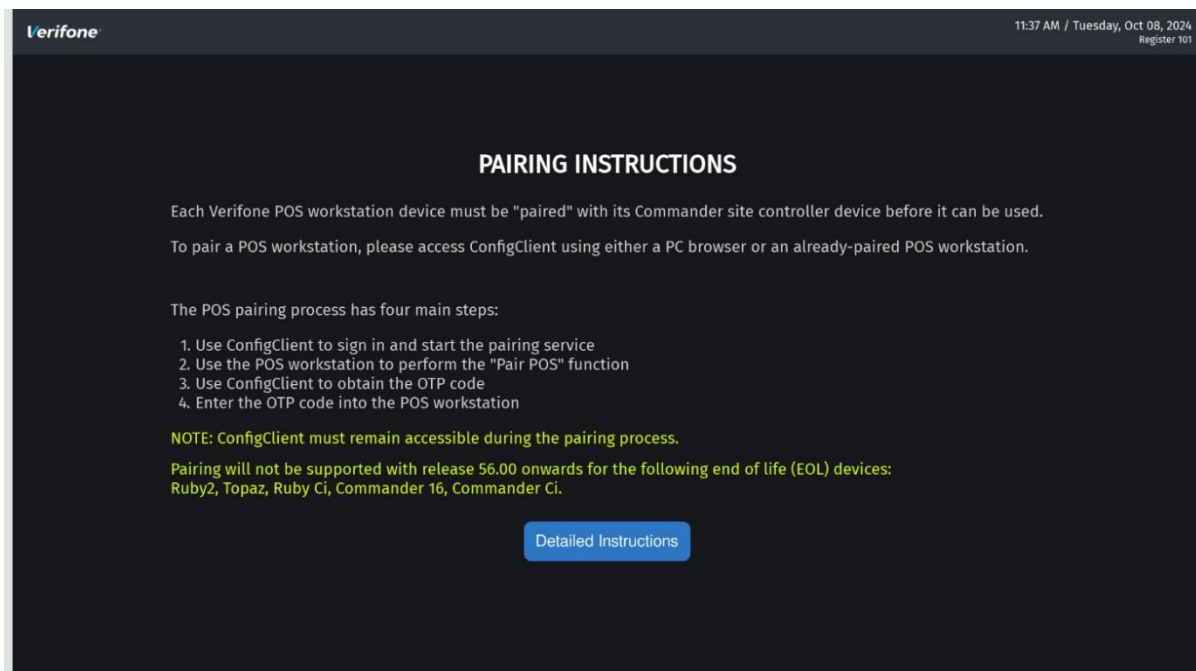 Verifone
11:37 AM / Tuesday, Oct 08, 2024
Register 101
PAIRING INSTRUCTIONS
Each Verifone POS workstation device must be "paired" with its Commander site controller device before it can be used.
To pair a POS workstation, please access ConfigClient using either a PC browser or an already-paired POS workstation.
The POS pairing process has four main steps:
1. Use ConfigClient to sign in and start the pairing service
2. Use the POS workstation to perform the "Pair POS" function
3. Use ConfigClient to obtain the OTP code
4. Enter the OTP code into the POS workstation
NOTE: ConfigClient must remain accessible during the pairing process.
Pairing will not be supported with release 56.00 onwards for the following end of life (EOL) devices:
Ruby2, Topaz, Ruby Ci, Commander 16, Commander Ci.
Detailed Instructions